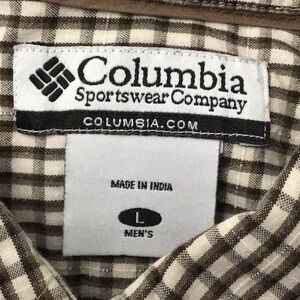 Columbia
Sportswear Company
COLUMBIA.COM
MADE IN INDIA
L
MEN'S